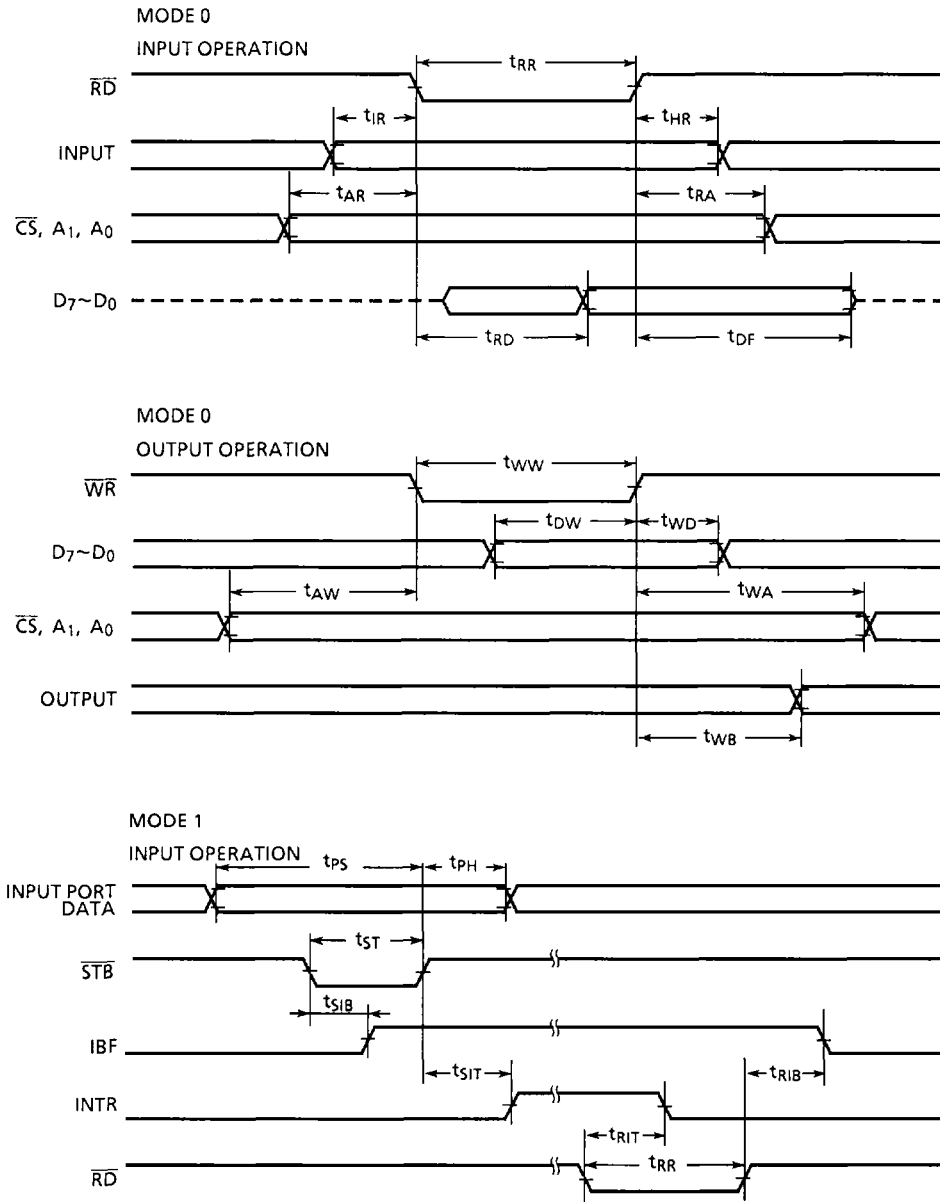 MODE 0
INPUT OPERATION
RD
tRR
tIR
tHR
INPUT
tAR
tRA
CS, A1, A0
D7~D0
tRD
tDF
MODE 0
OUTPUT OPERATION
WR
tWW
tDW
tWD
D7~D0
tAW
tWA
CS, A1, A0
OUTPUT
tWB
MODE 1
INPUT OPERATION
tPS
tPH
INPUT PORT
DATA
tST
STB
tSIB
IBF
tSIT
tRIB
INTR
tRIT
tRR
RD